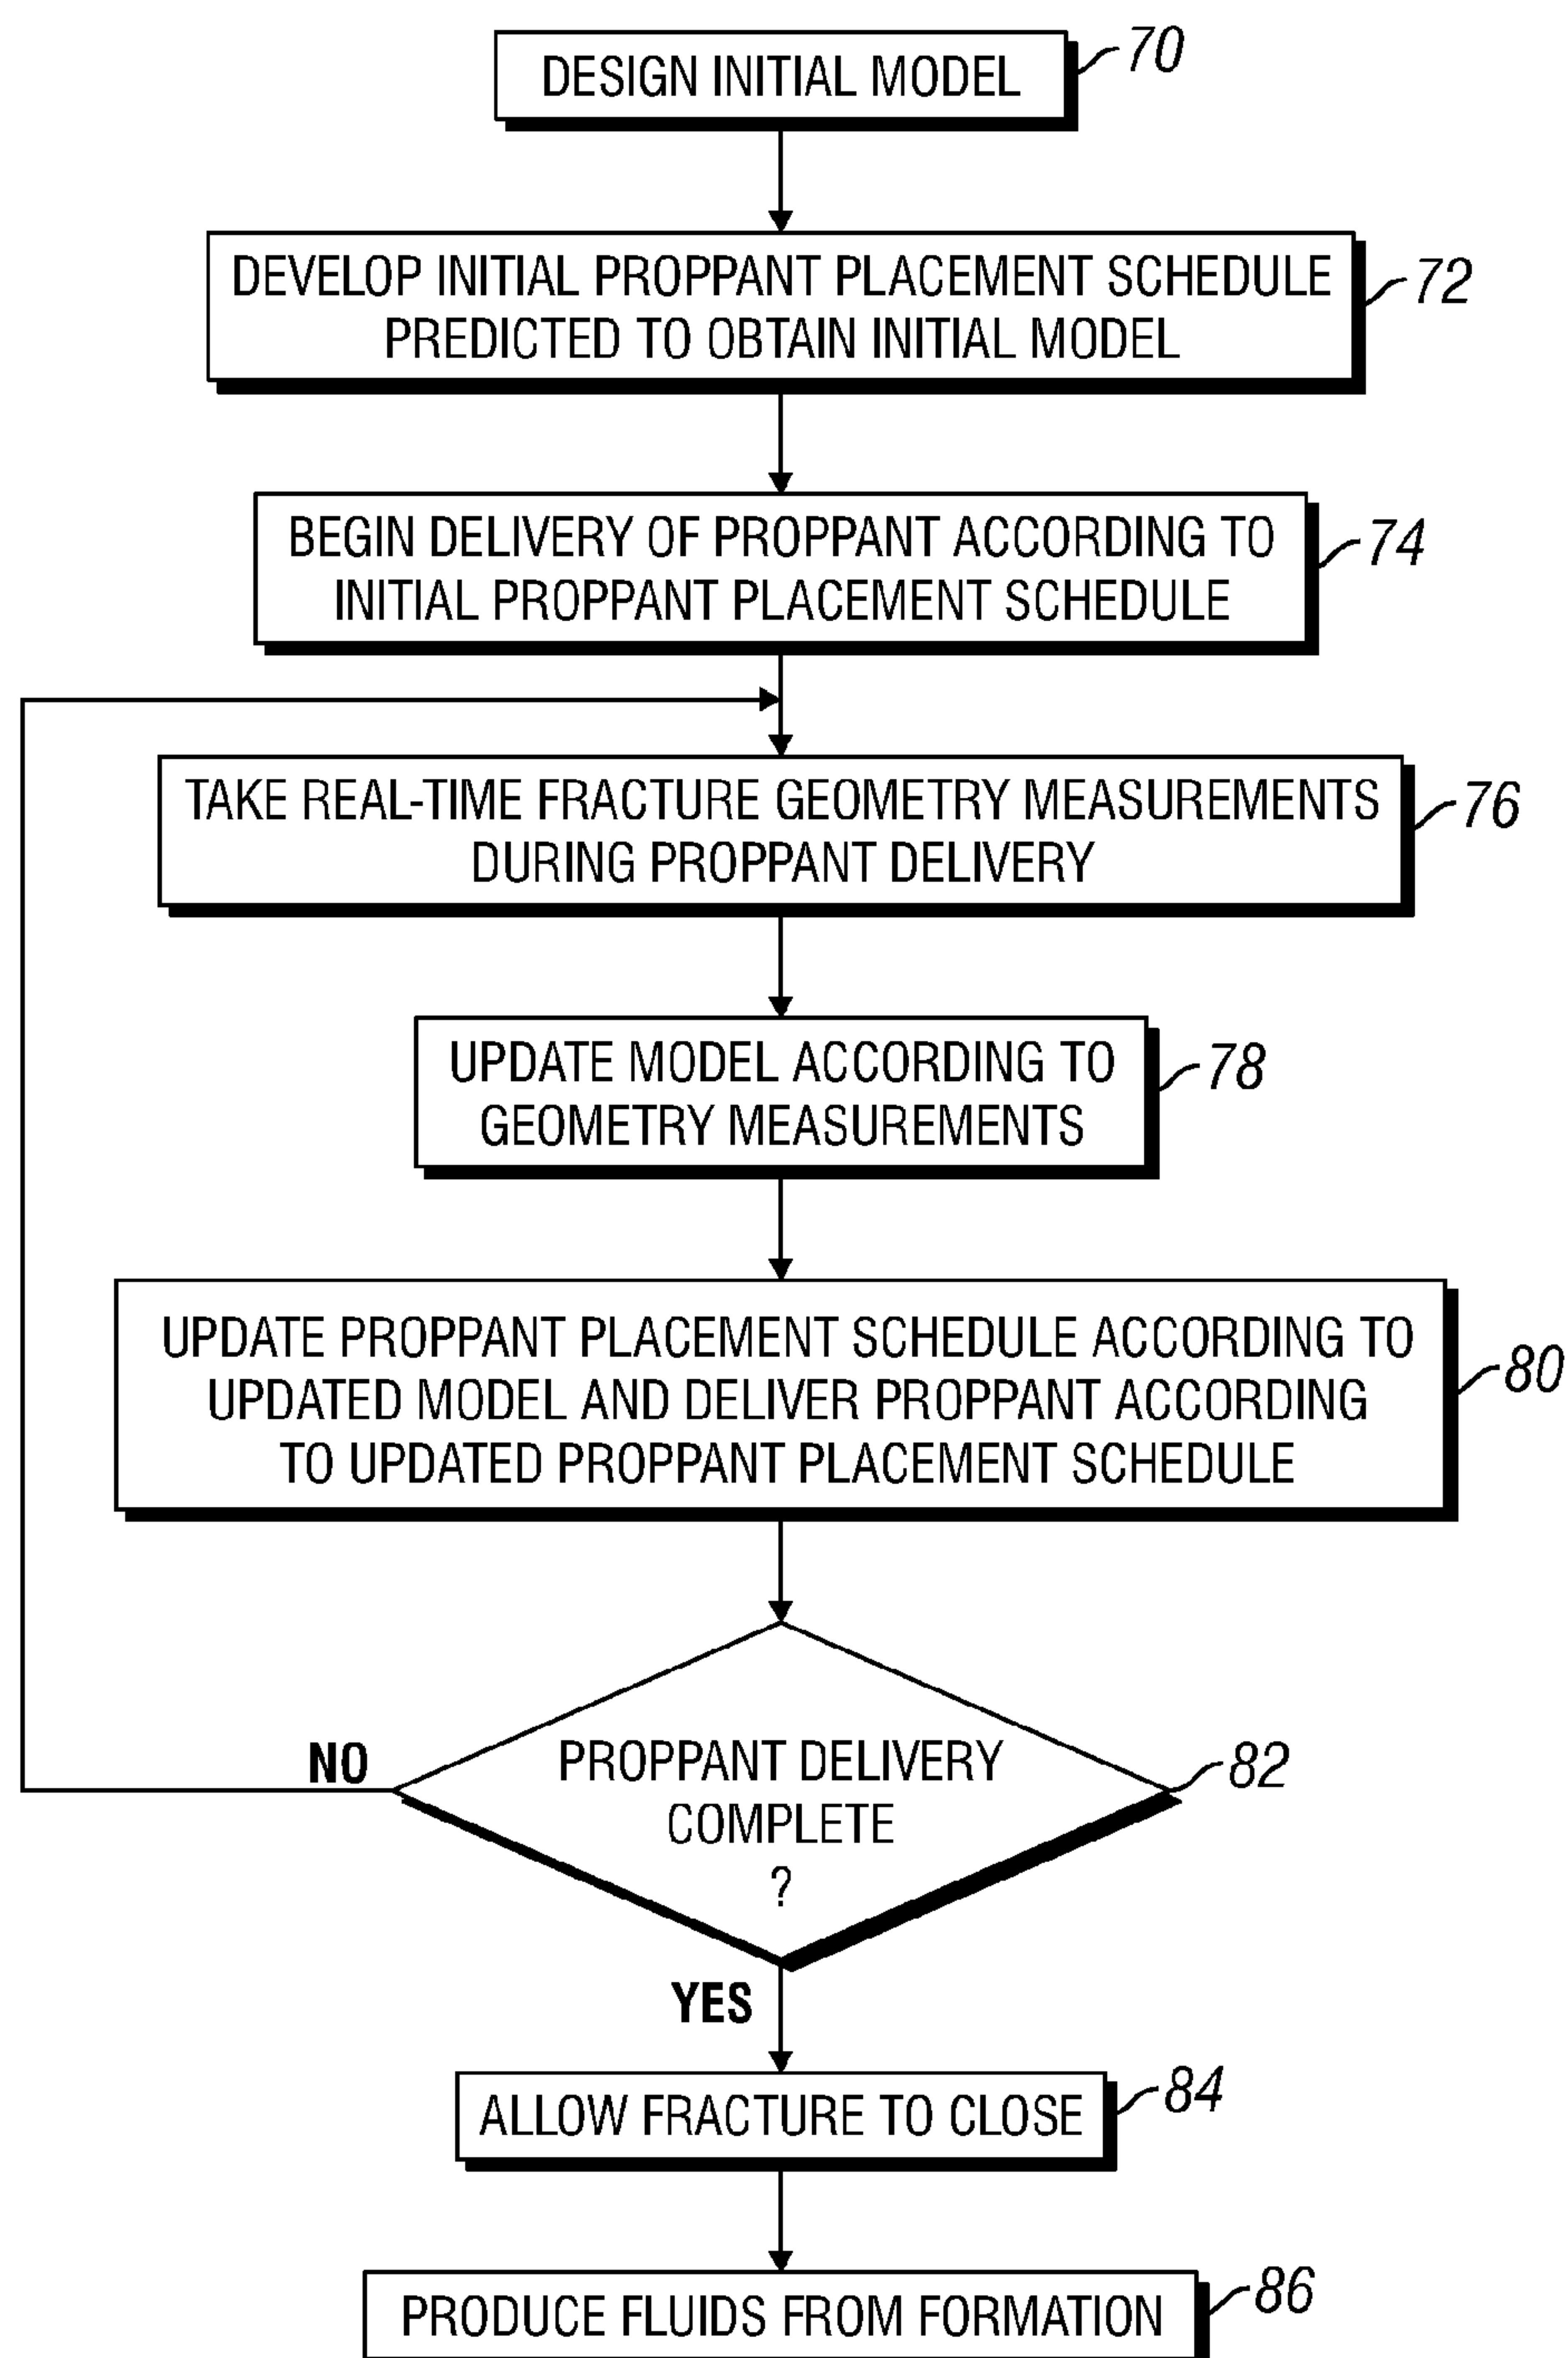 DESIGN INITIAL MODEL
70
DEVELOP INITIAL PROPPANT PLACEMENT SCHEDULE
PREDICTED TO OBTAIN INITIAL MODEL
72
BEGIN DELIVERY OF PROPPANT ACCORDING TO
INITIAL PROPPANT PLACEMENT SCHEDULE
74
TAKE REAL-TIME FRACTURE GEOMETRY MEASUREMENTS
DURING PROPPANT DELIVERY
76
UPDATE MODEL ACCORDING TO
GEOMETRY MEASUREMENTS
78
UPDATE PROPPANT PLACEMENT SCHEDULE ACCORDING TO
UPDATED MODEL AND DELIVER PROPPANT ACCORDING
TO UPDATED PROPPANT PLACEMENT SCHEDULE
80
NO
PROPPANT DELIVERY
COMPLETE
?
82
YES
ALLOW FRACTURE TO CLOSE
84
PRODUCE FLUIDS FROM FORMATION
86